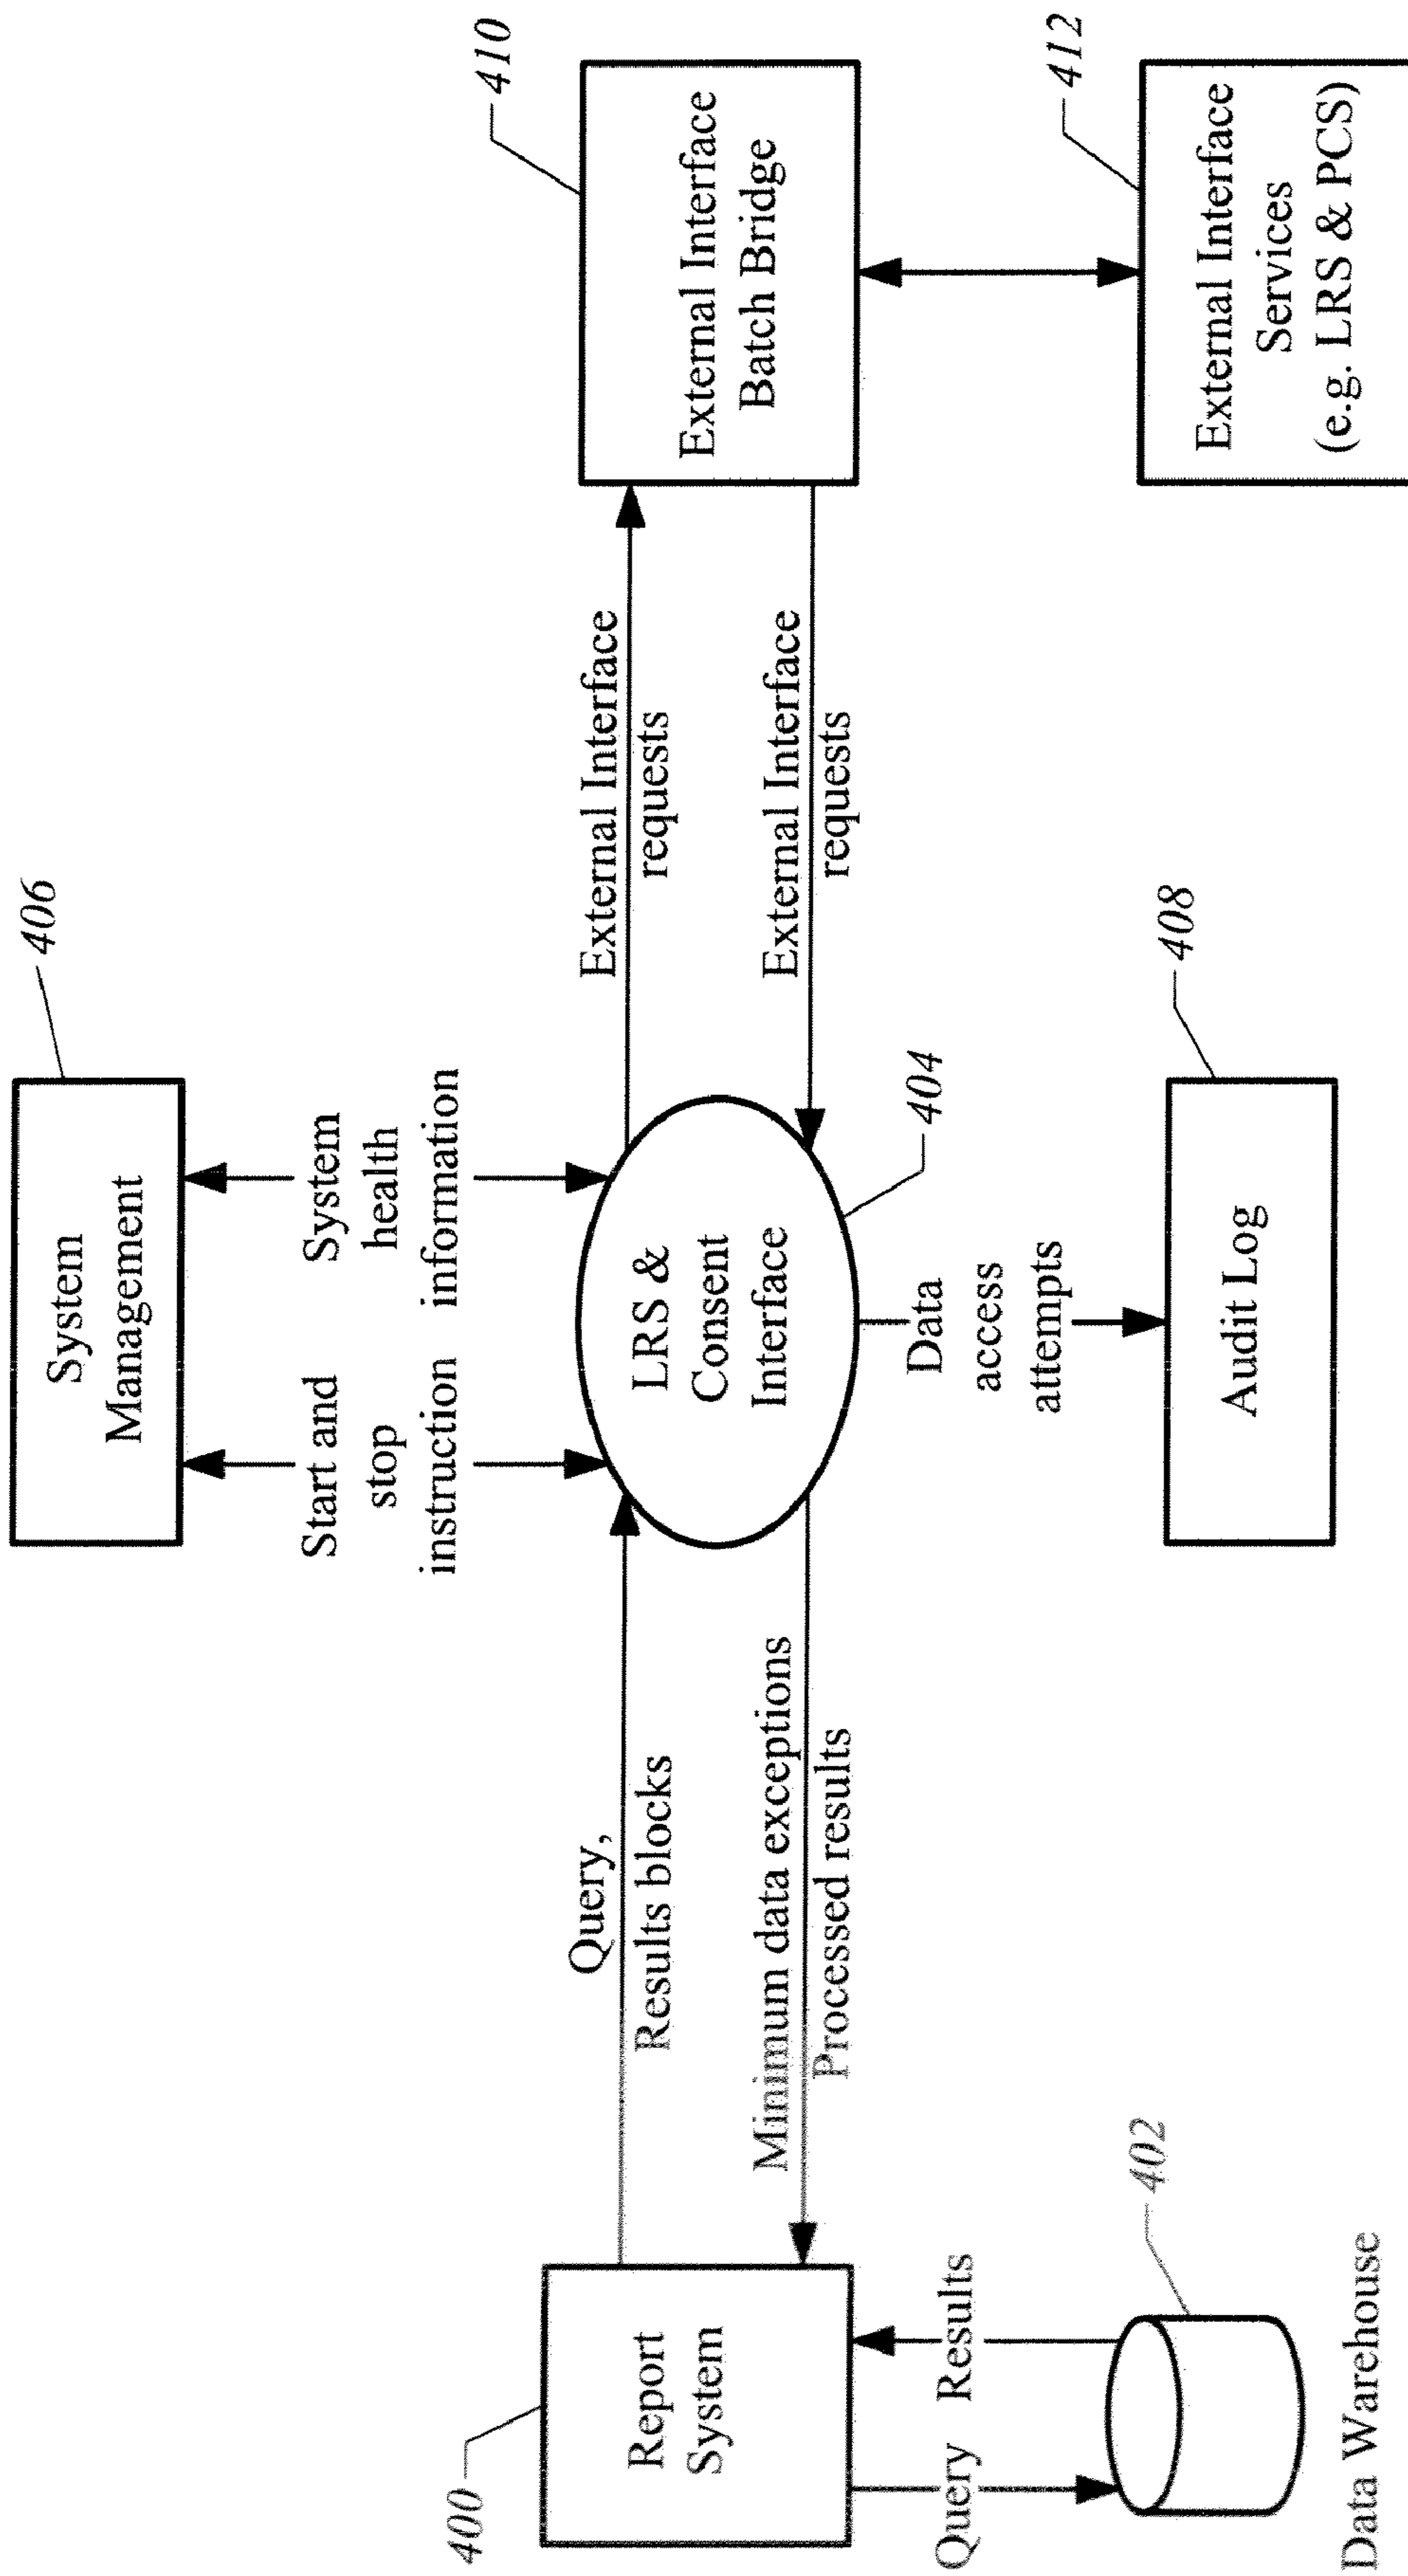 406
System
Management
Start and
stop
instruction
System
health
information
400
Report
System
Query,
Results blocks
Minimum data exceptions
Processed results
LRS &
Consent
Interface
404
External Interface
requests
External Interface
requests
410
External Interface
Batch Bridge
Query
Results
402
Data Warehouse
Data
access
attempts
408
Audit Log
412
External Interface
Services
(e.g. LRS & PCS)